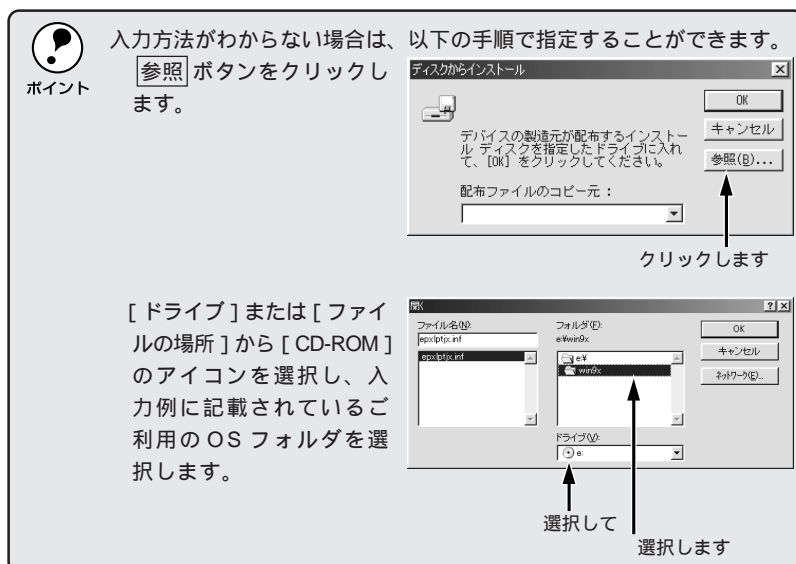 入力方法がわからない場合は、以下の手順で指定することができます。
ポイント
参照 ボタンをクリックし
ます。
ディスクからインストール
OK
キャンセル
参照(B)...
デバイスの製造元が配布するインストー
ル ディスクを指定したドライブに入れ
て、[OK] をクリックしてください。
配布ファイルのコピー元：
クリックします
［ドライブ］または［ファイ
ルの場所］から［CD-ROM］
のアイコンを選択し、入
力例に記載されているご
利用の OS フォルダを選
択します。
開く
ファイル名(N):
epxlptjx.inf
epxlptjx.inf
フォルダ(F):
e:¥win9x
e:¥
win9x
OK
キャンセル
ネットワーク(E)...
ドライブ(V):
e:
選択して
選択します